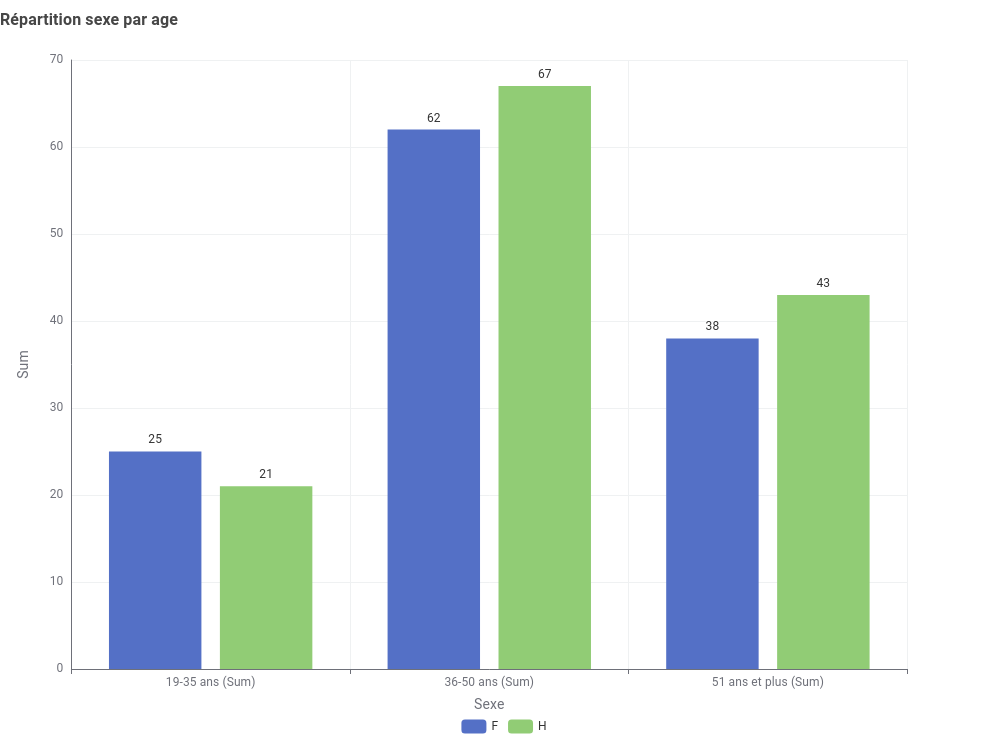 Répartition sexe par age
70
60
50
40
30
20
10
0
Sum
25
21
62
67
38
43
19-35 ans (Sum)
36-50 ans (Sum)
51 ans et plus (Sum)
Sexe
F H